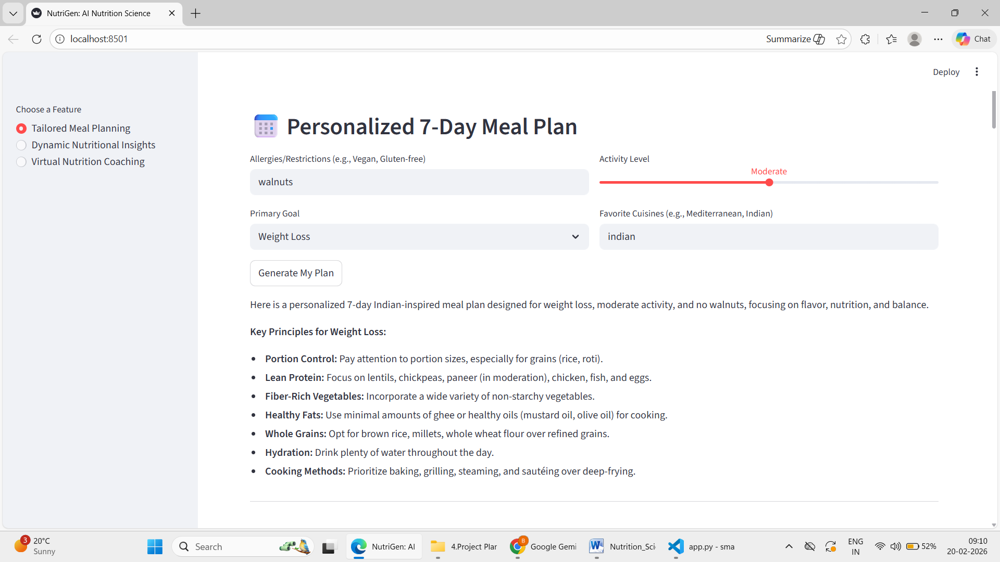 NutriGen: AI Nutrition Science
localhost:8501
Summarize
Chat
Deploy
Choose a Feature
Tailored Meal Planning
Dynamic Nutritional Insights
Virtual Nutrition Coaching
Personalized 7-Day Meal Plan
Allergies/Restrictions (e.g., Vegan, Gluten-free)
walnuts
Activity Level
Moderate
Primary Goal
Weight Loss
Favorite Cuisines (e.g., Mediterranean, Indian)
indian
Generate My Plan
Here is a personalized 7-day Indian-inspired meal plan designed for weight loss, moderate activity, and no walnuts, focusing on flavor, nutrition, and balance.
Key Principles for Weight Loss:
Portion Control: Pay attention to portion sizes, especially for grains (rice, roti).
Lean Protein: Focus on lentils, chickpeas, paneer (in moderation), chicken, fish, and eggs.
Fiber-Rich Vegetables: Incorporate a wide variety of non-starchy vegetables.
Healthy Fats: Use minimal amounts of ghee or healthy oils (mustard oil, olive oil) for cooking.
Whole Grains: Opt for brown rice, millets, whole wheat flour over refined grains.
Hydration: Drink plenty of water throughout the day.
Cooking Methods: Prioritize baking, grilling, steaming, and sautéing over deep-frying.
3
20°C
Sunny
Search
NutriGen: AI
4.Project Plar
B
Google Gemi
W
Nutrition_Sci
app.py - sma
ENG
IN
52%
09:10
20-02-2026